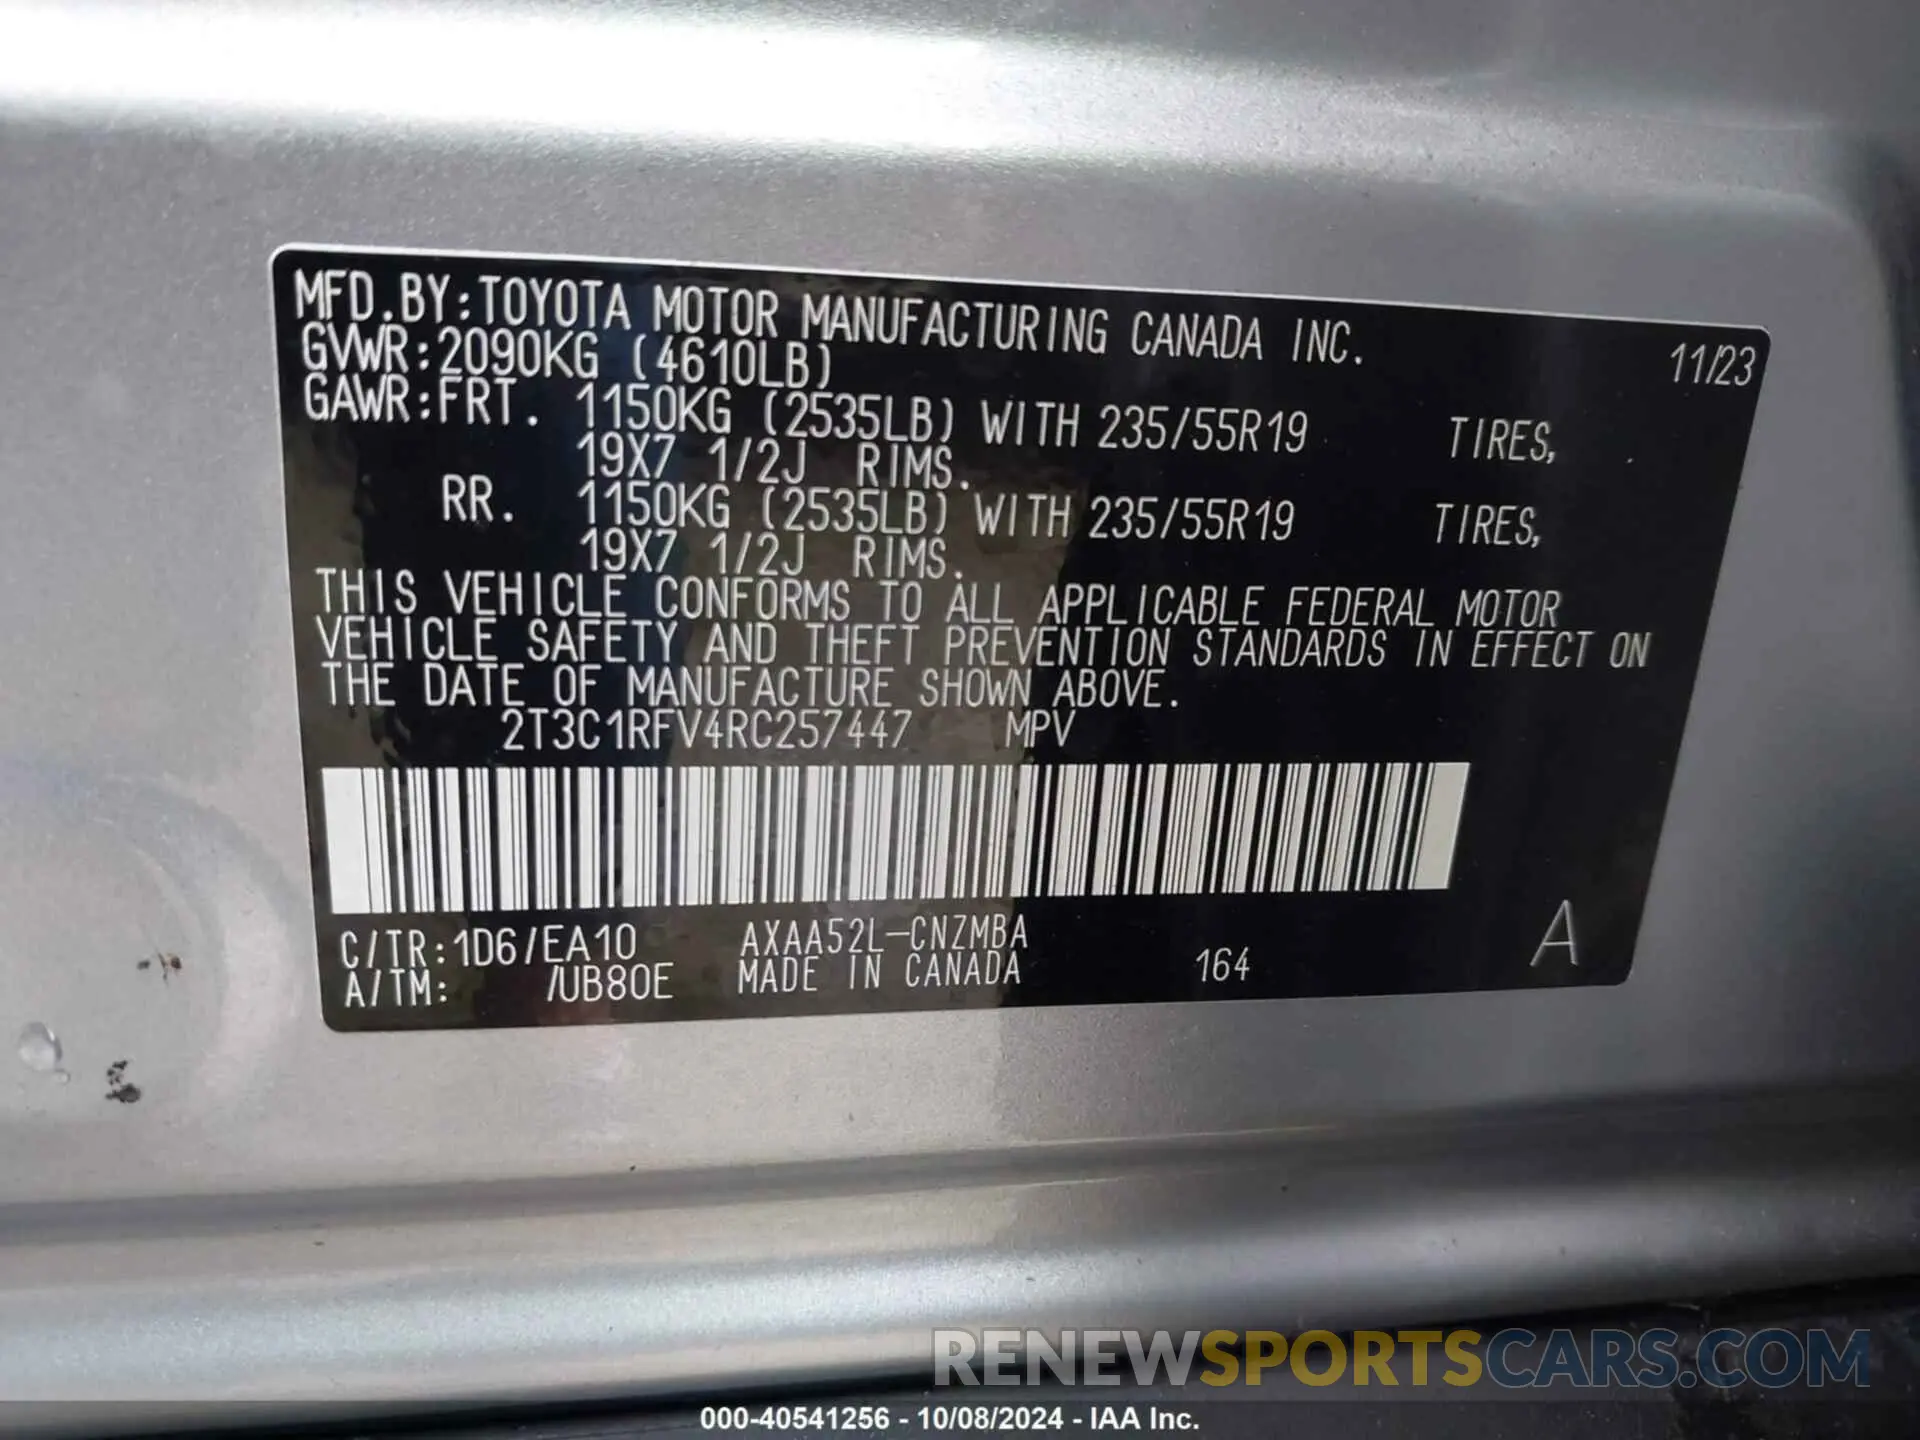 MFD.BY:TOYOTA MOTOR MANUFACTURING CANADA INC. 11/23
GVWR:2090KG (4610LB)
GAWR:FRT. 1150KG (2535LB) WITH 235/55R19 TIRES,
19X7 1/2J RIMS.
RR. 1150KG (2535LB) WITH 235/55R19 TIRES,
19X7 1/2J RIMS.
THIS VEHICLE CONFORMS TO ALL APPLICABLE FEDERAL MOTOR
VEHICLE SAFETY AND THEFT PREVENTION STANDARDS IN EFFECT ON
THE DATE OF MANUFACTURE SHOWN ABOVE.
2T3C1RFV4RC257447 MPV
C/TR:1D6/EA10 AXAA52L-CNZMBA
A/TM: /UB80E MADE IN CANADA 164 A
RENEWSPORTSCARS.COM
000-40541256 - 10/08/2024 - IAA Inc.